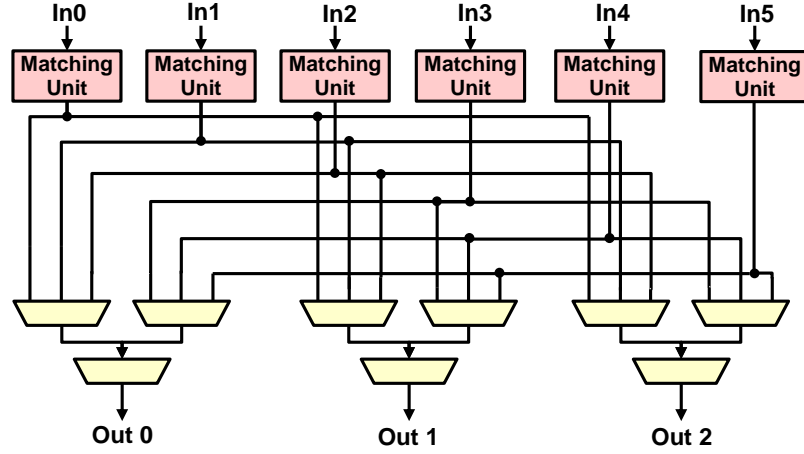 In0 In1 In2 In3 In4 In5
Matching Matching Matching Matching Matching Matching
Unit Unit Unit Unit Unit Unit
Out 0 Out 1 Out 2